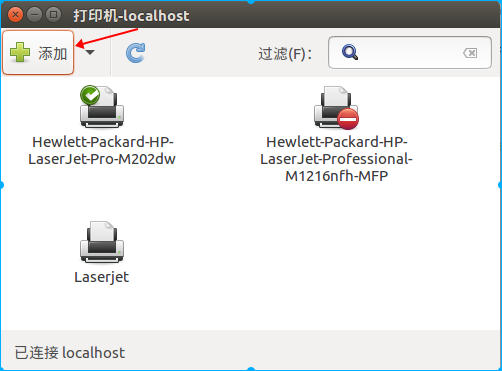 打印机-localhost
添加
过滤(F):
Hewlett-Packard-HP-
LaserJet-Pro-M202dw
Hewlett-Packard-HP-
LaserJet-Professional-
M1216nfh-MFP
Laserjet
已连接 localhost